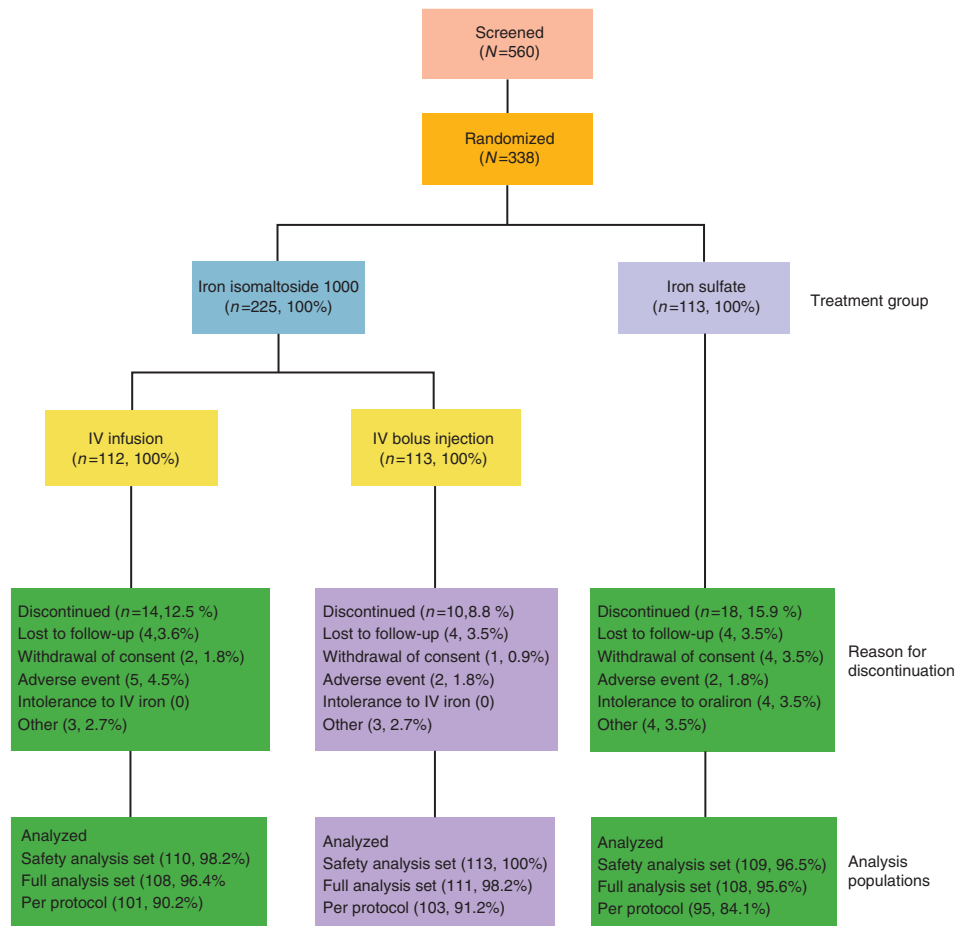 Screened
(N=560)
Randomized
(N=338)
Iron isomaltoside 1000
(n=225, 100%)
Iron sulfate
(n=113, 100%)
Treatment group
IV infusion
(n=112, 100%)
IV bolus injection
(n=113, 100%)
Discontinued (n=14,12.5 %)
Lost to follow-up (4,3.6%)
Withdrawal of consent (2, 1.8%)
Adverse event (5, 4.5%)
Intolerance to IV iron (0)
Other (3, 2.7%)
Discontinued (n=10,8.8 %)
Lost to follow-up (4, 3.5%)
Withdrawal of consent (1, 0.9%)
Adverse event (2, 1.8%)
Intolerance to IV iron (0)
Other (3, 2.7%)
Discontinued (n=18, 15.9 %)
Lost to follow-up (4, 3.5%)
Withdrawal of consent (4, 3.5%)
Adverse event (2, 1.8%)
Intolerance to oraliron (4, 3.5%)
Other (4, 3.5%)
Reason for
discontinuation
Analyzed
Safety analysis set (110, 98.2%)
Full analysis set (108, 96.4%
Per protocol (101, 90.2%)
Analyzed
Safety analysis set (113, 100%)
Full analysis set (111, 98.2%)
Per protocol (103, 91.2%)
Analyzed
Safety analysis set (109, 96.5%)
Full analysis set (108, 95.6%)
Per protocol (95, 84.1%)
Analysis
populations